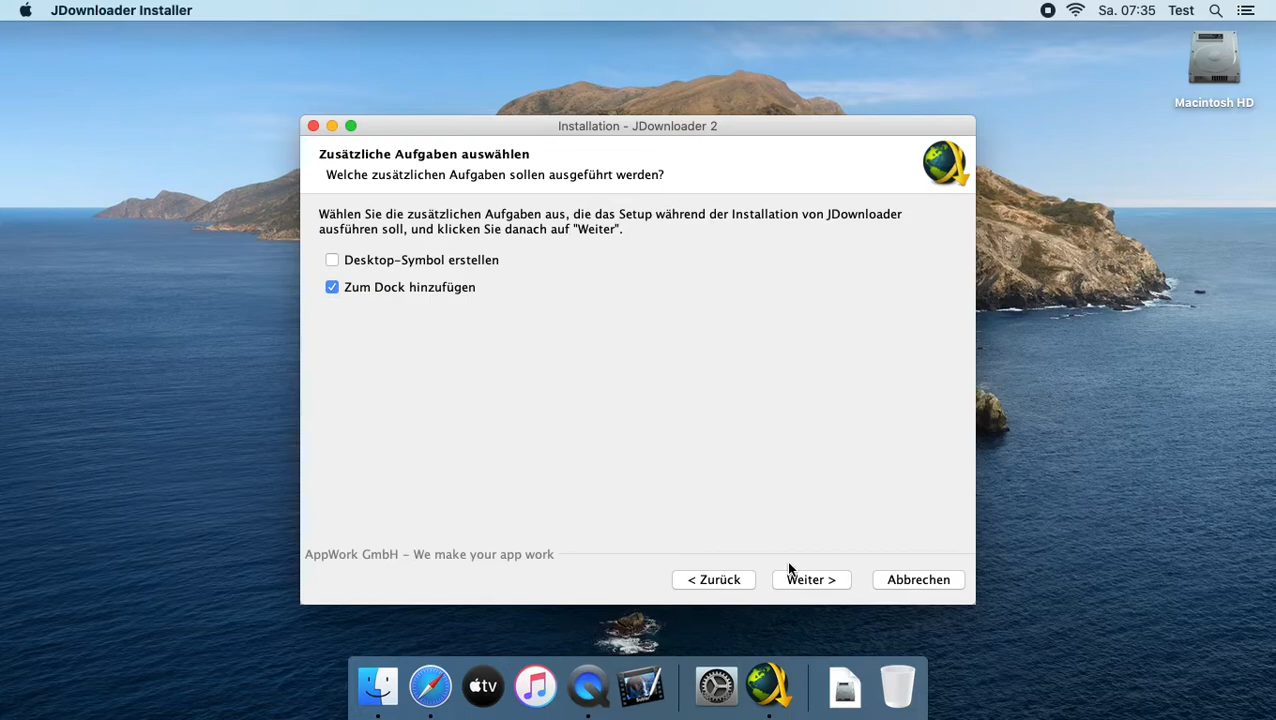 JDownloader Installer
Sa. 07:35 Test
Macintosh HD
Installation - JDownloader 2
Zusätzliche Aufgaben auswählen
Welche zusätzlichen Aufgaben sollen ausgeführt werden?
Wählen Sie die zusätzlichen Aufgaben aus, die das Setup während der Installation von JDownloader
ausführen soll, und klicken Sie danach auf "Weiter".
Desktop-Symbol erstellen
Zum Dock hinzufügen
AppWork GmbH - We make your app work
< Zurück
Weiter >
Abbrechen
tv